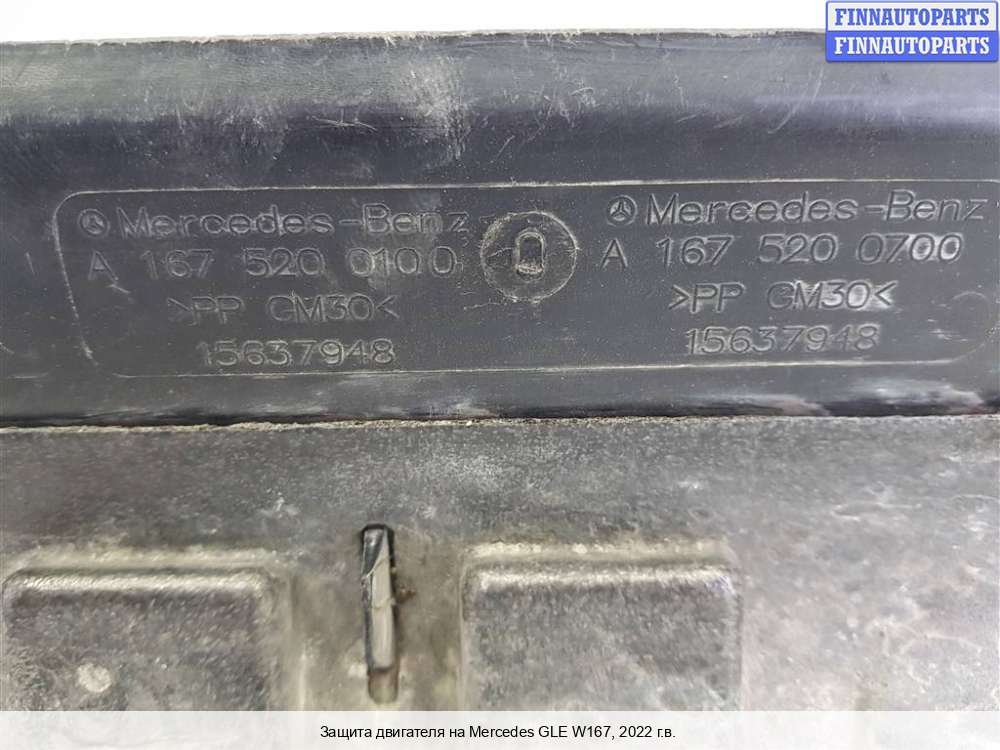 FINNAUTOPARTS
FINNAUTOPARTS
Mercedes-Benz
A 167 520 0100
>PP GM30<
15637948
Mercedes-Benz
A 167 520 0700
>PP GM30<
15637948
Защита двигателя на Mercedes GLE W167, 2022 г.в.